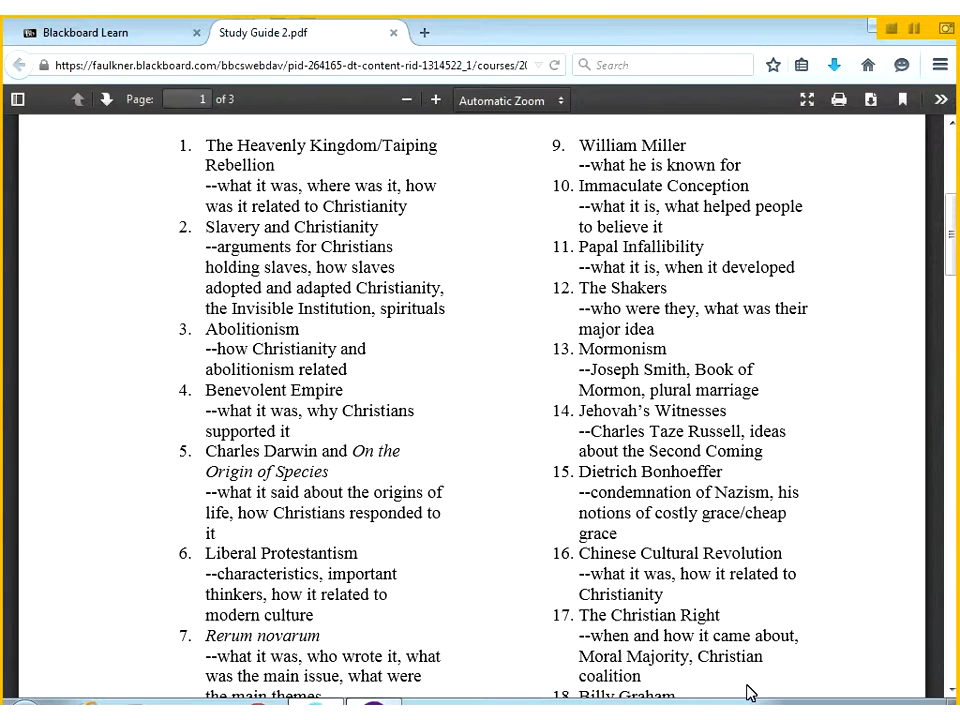 Blackboard Learn
Study Guide 2.pdf
https://faulkner.blackboard.com/bbcswebdav/pid-264165-dt-content-rid-1314522_1/courses/20
Search
Page: 1 of 3
Automatic Zoom
1. The Heavenly Kingdom/Taiping
Rebellion
--what it was, where was it, how
was it related to Christianity
2. Slavery and Christianity
--arguments for Christians
holding slaves, how slaves
adopted and adapted Christianity,
the Invisible Institution, spirituals
3. Abolitionism
--how Christianity and
abolitionism related
4. Benevolent Empire
--what it was, why Christians
supported it
5. Charles Darwin and On the
Origin of Species
--what it said about the origins of
life, how Christians responded to
it
6. Liberal Protestantism
--characteristics, important
thinkers, how it related to
modern culture
7. Rerum novarum
--what it was, who wrote it, what
was the main issue, what were
the main themes
9. William Miller
--what he is known for
10. Immaculate Conception
--what it is, what helped people
to believe it
11. Papal Infallibility
--what it is, when it developed
12. The Shakers
--who were they, what was their
major idea
13. Mormonism
--Joseph Smith, Book of
Mormon, plural marriage
14. Jehovah's Witnesses
--Charles Taze Russell, ideas
about the Second Coming
15. Dietrich Bonhoeffer
--condemnation of Nazism, his
notions of costly grace/cheap
grace
16. Chinese Cultural Revolution
--what it was, how it related to
Christianity
17. The Christian Right
--when and how it came about,
Moral Majority, Christian
coalition
18. Billy Graham